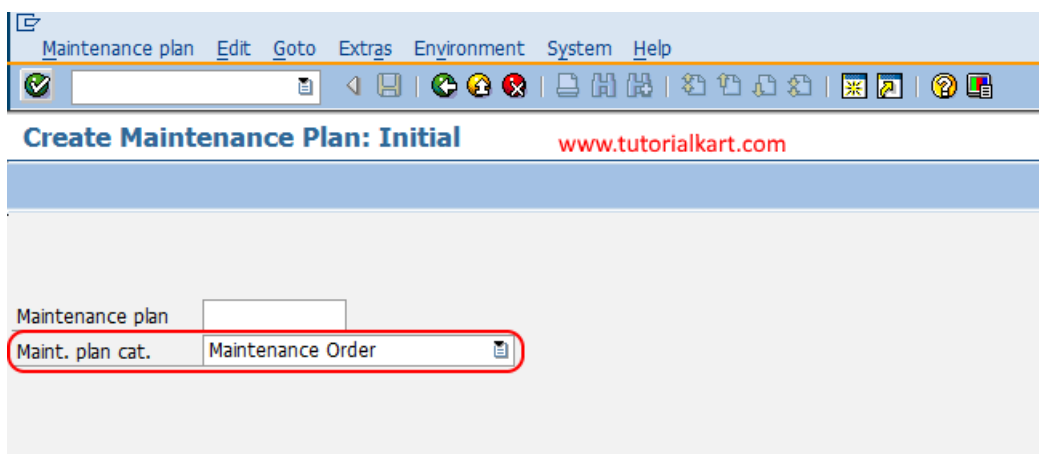 Maintenance plan Edit Goto Extras Environment System Help
Create Maintenance Plan: Initial www.tutorialkart.com
Maintenance plan
Maint. plan cat. Maintenance Order